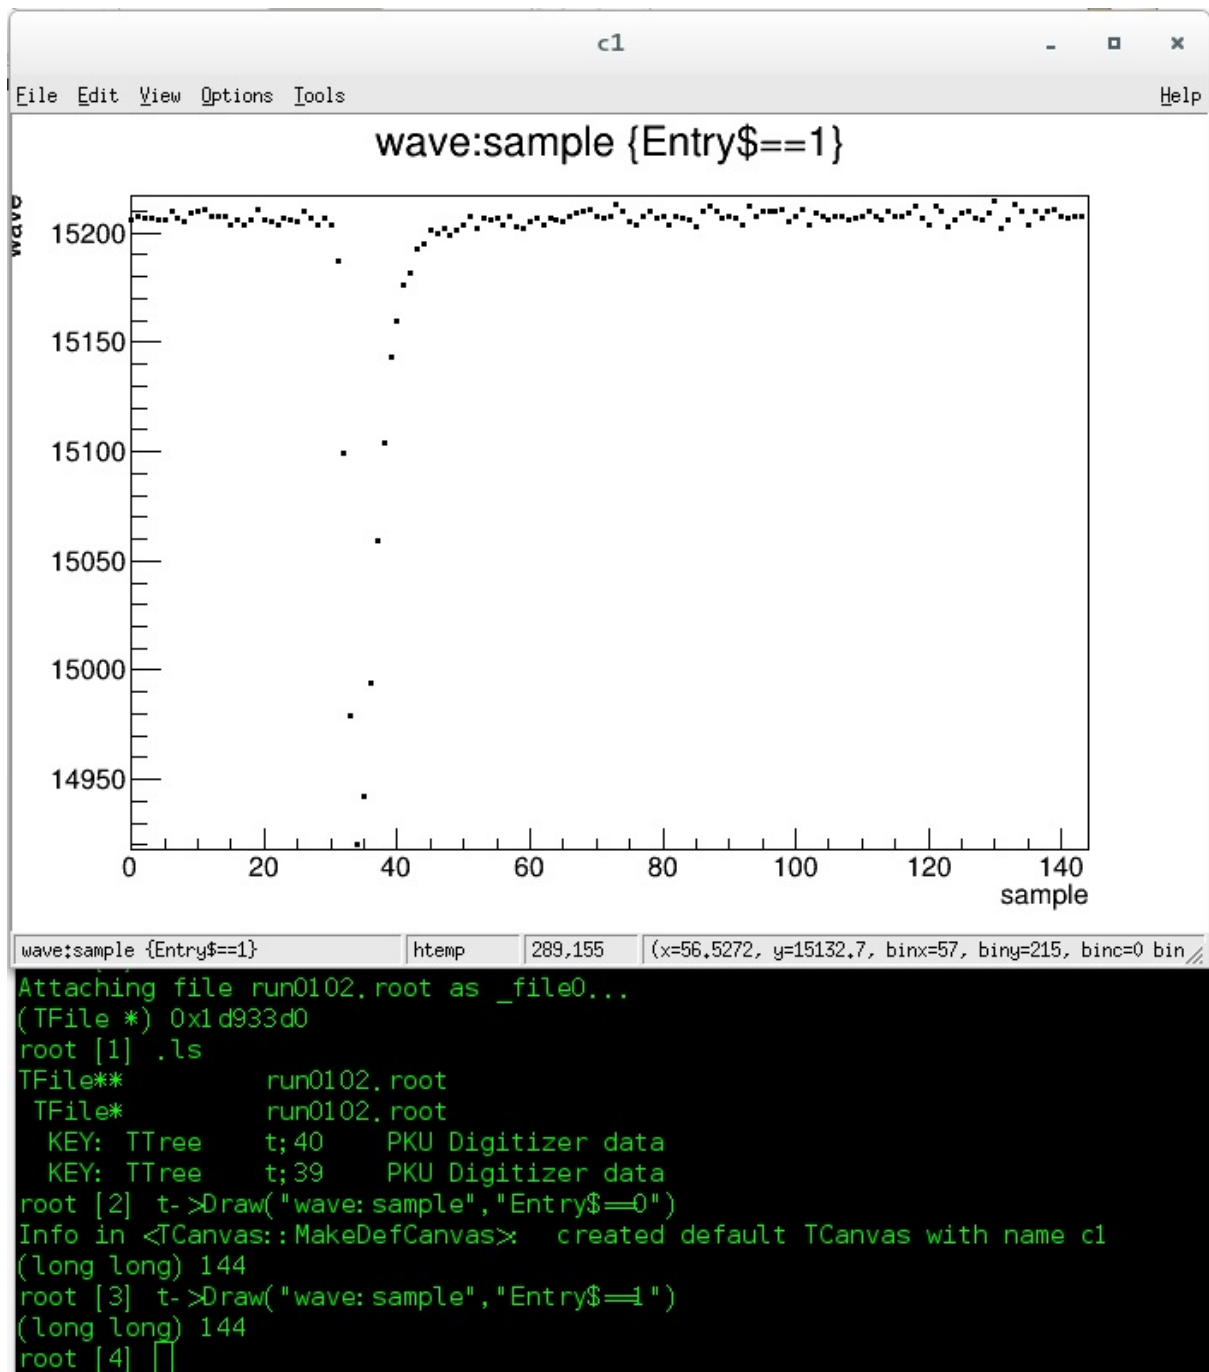 c1
File Edit View Options Tools Help
wave:sample {Entry$==1}
wave
15200
15150
15100
15050
15000
14950
0 20 40 60 80 100 120 140
sample
wave:sample {Entry$==1} htemp 289,155 (x=56.5272, y=15132.7, binx=57, biny=215, binc=0 bin
Attaching file run0102.root as _file0...
(TFile *) 0x1d933d0
root [1] .ls
TFile** run0102.root
TFile* run0102.root
KEY: TTree t;40 PKU Digitizer data
KEY: TTree t;39 PKU Digitizer data
root [2] t->Draw("wave:sample","Entry$==0")
Info in <TCanvas::MakeDefCanvas>: created default TCanvas with name c1
(long long) 144
root [3] t->Draw("wave:sample","Entry$==1")
(long long) 144
root [4]